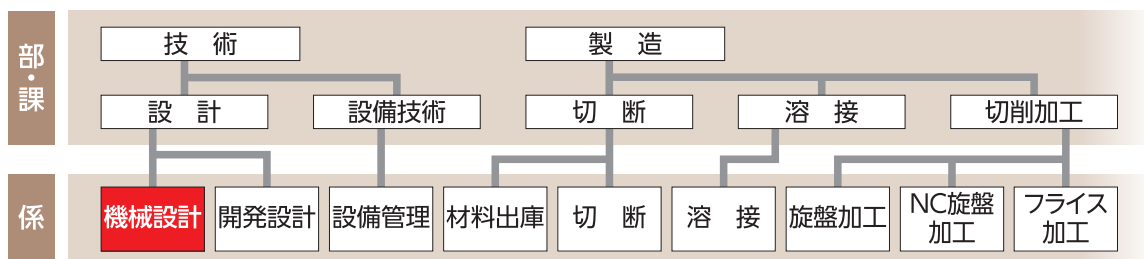 部・課
技術
製造
設計
設備技術
切断
溶接
切削加工
係
機械設計
開発設計
設備管理
材料出庫
切断
溶接
旋盤加工
NC旋盤
加工
フライス
加工